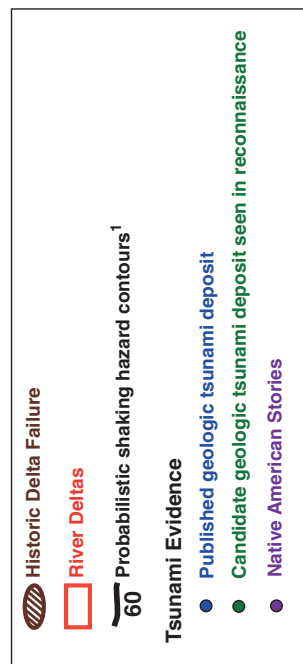 Historic Delta Failure
River Deltas
60 Probabilistic shaking hazard contours¹
Tsunami Evidence
Published geologic tsunami deposit
Candidate geologic tsunami deposit seen in reconnaissance
Native American Stories